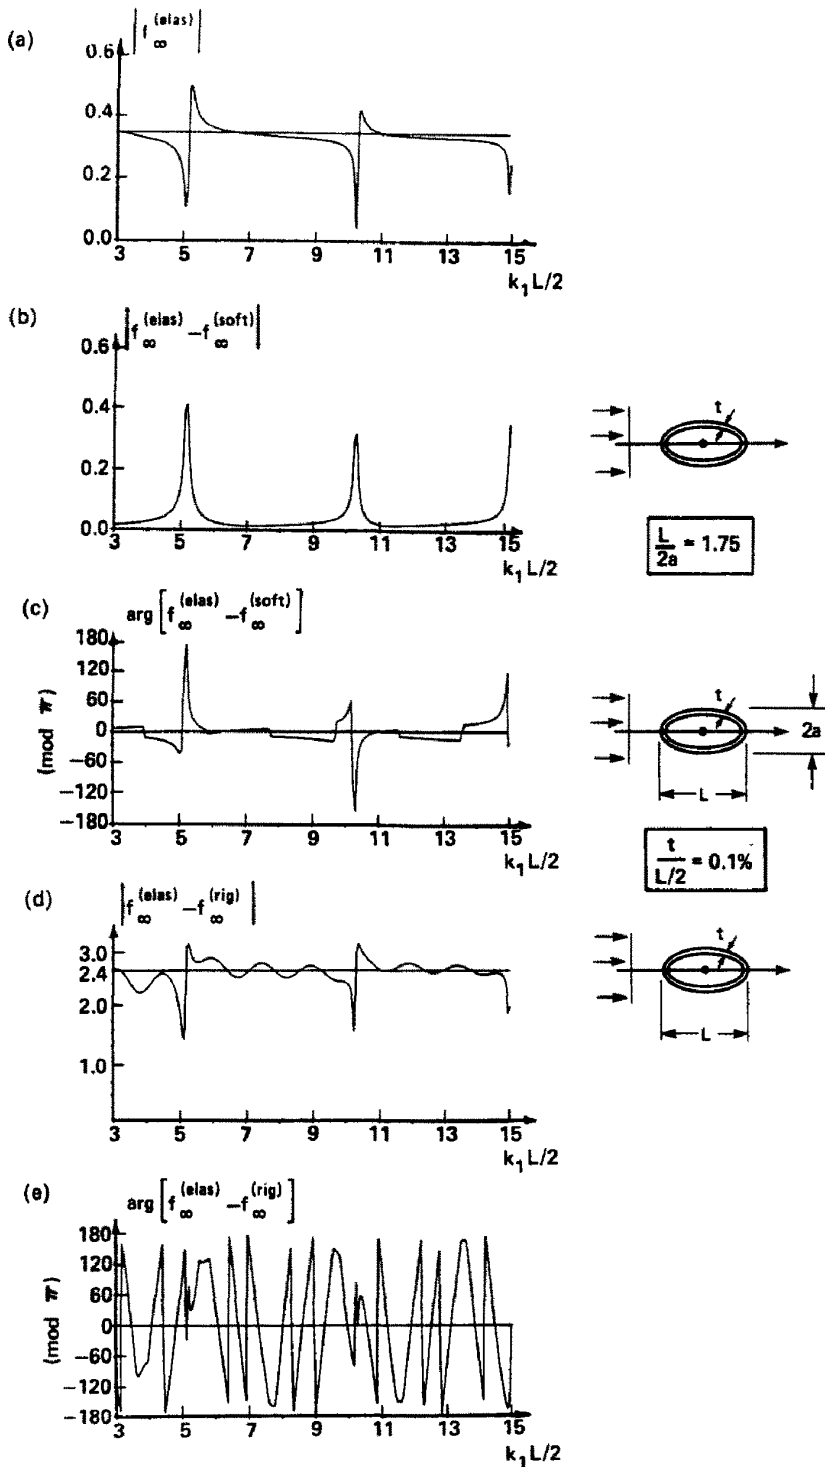 (a)
| f∞^(elas) |
0.6
0.4
0.2
0.0
3 5 7 9 11 13 15
k₁L/2
(b)
| f∞^(elas) − f∞^(soft) |
0.6
0.4
0.2
0.0
3 5 7 9 11 13 15
k₁L/2
t
L/2a = 1.75
(c)
arg [ f∞^(elas) − f∞^(soft) ]
(mod π)
180
120
60
0
−60
−120
−180
3 5 7 9 11 13 15
k₁L/2
t
2a
L
t/L/2 = 0.1%
(d)
| f∞^(elas) − f∞^(rig) |
3.0
2.4
2.0
1.0
3 5 7 9 11 13 15
k₁L/2
t
L
(e)
arg [ f∞^(elas) − f∞^(rig) ]
(mod π)
180
120
60
0
−60
−120
−180
3 5 7 9 11 13 15
k₁L/2